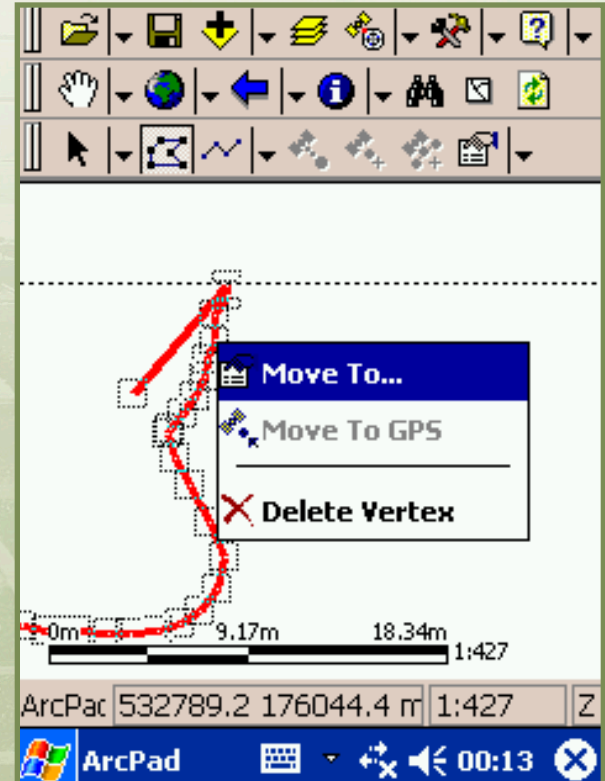 Move To...
Move To GPS
Delete Vertex
0m 9.17m 18.34m
1:427
ArcPac 532789.2 176044.4 m 1:427 Z
ArcPad 00:13